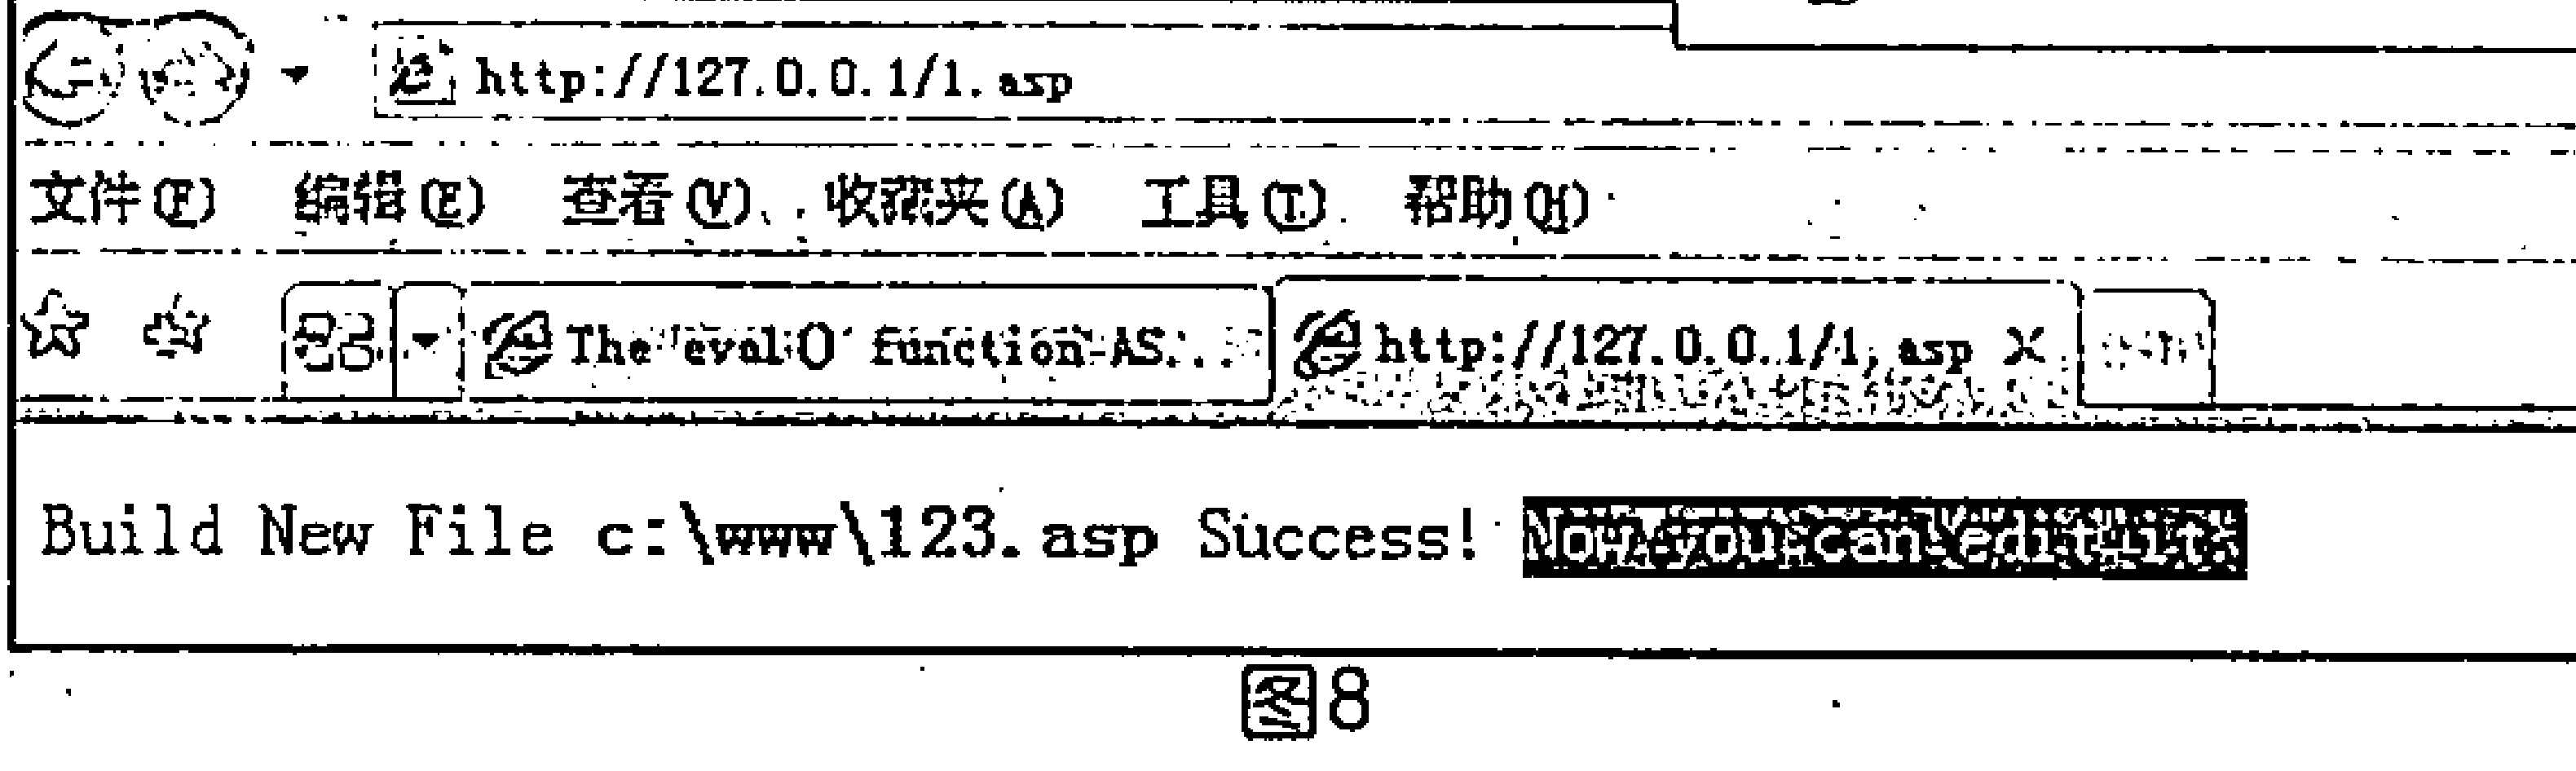 http://127.0.0.1/1.asp
文件(F) 编辑(E) 查看(V) 收藏夹(A) 工具(T) 帮助(H)
The eval() function-AS... http://127.0.0.1/1.asp X
Build New File c:\www\123.asp Success! Now you can edit it.
图8